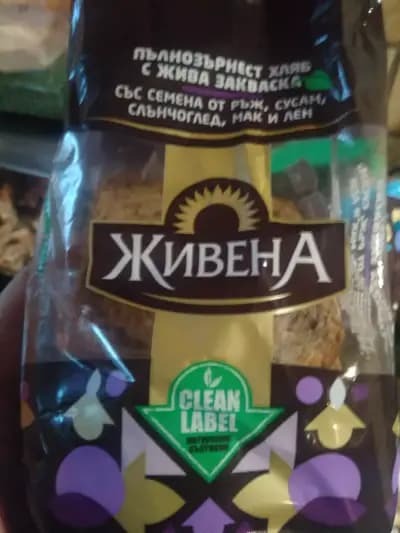 ПЪЛНОЗЪРНЕСТ ХЛЯБ
С ЖИВА ЗАКВАСКА
СЪС СЕМЕНА ОТ РЪЖ, СУСАМ,
СЛЪНЧОГЛЕД, МАК И ЛЕН
ЖИВЕНА
CLEAN
LABEL